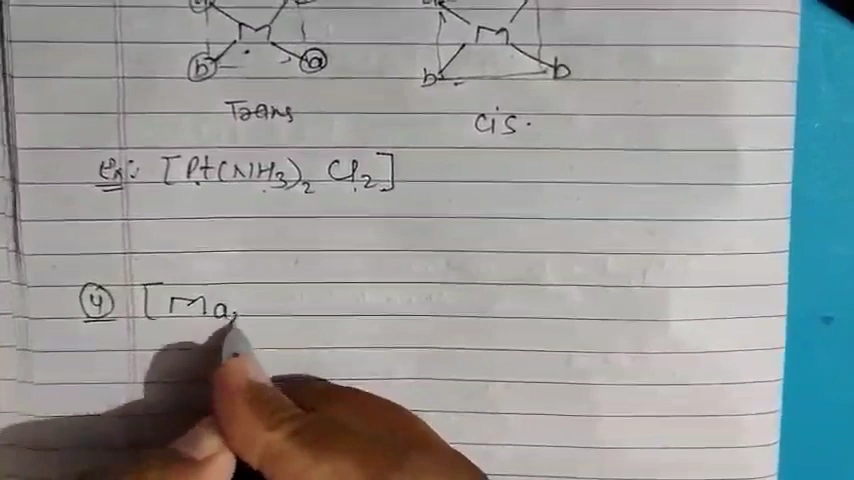 M M
b a b b
Trans cis.
Ex: [Pt(NH3)2 Cl2]
④ [Ma